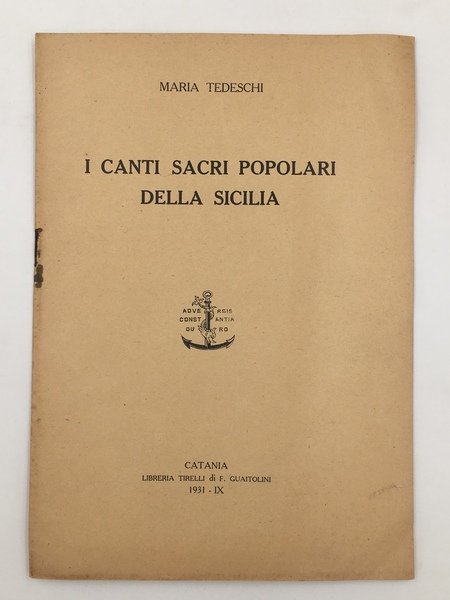 MARIA TEDESCHI
I CANTI SACRI POPOLARI
DELLA SICILIA
ADVE RSIS
CONST ANTIA
DU RO
CATANIA
LIBRERIA TIRELLI di F. GUAITOLINI
1931 - IX